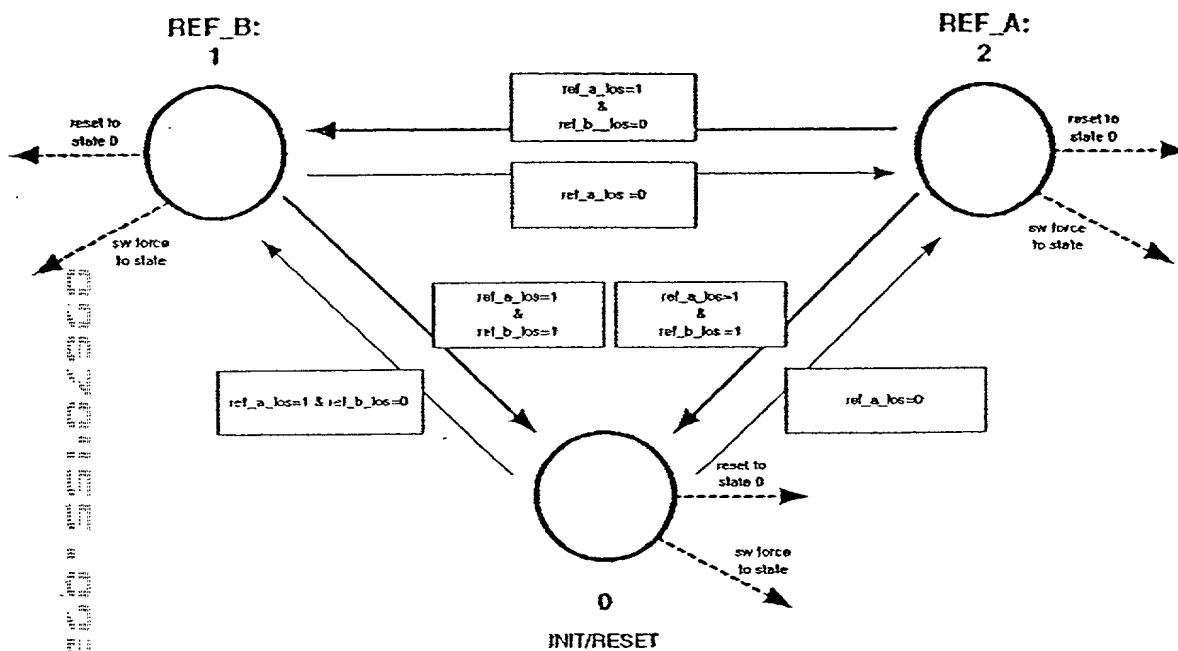 REF_B:
1
REF_A:
2
ref_a_los=1
&
ref_b_los=0
reset to
state 0
reset to
state 0
ref_a_los =0
sw force
to state
sw force
to state
ref_a_los=1
&
ref_b_los=1
ref_a_los=1
&
ref_b_los=1
ref_a_los=1 & ref_b_los=0
ref_a_los=0
reset to
state 0
sw force
to state
0
INIT/RESET